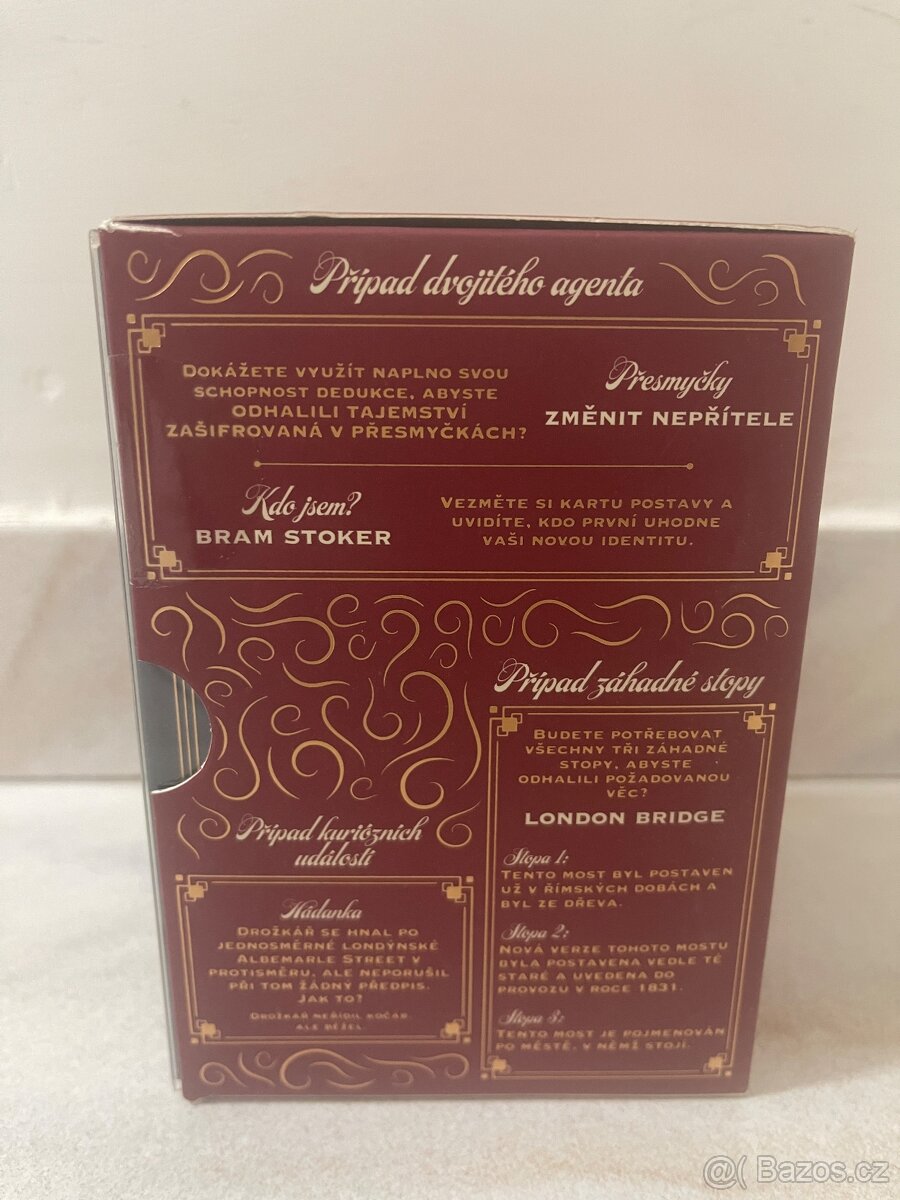 Případ dvojitého agenta
Dokážete využít naplno svou
schopnost dedukce, abyste
odhalili tajemství
zašifrovaná v přesmyčkách?
Přesmyčky
ZMĚNIT NEPŘÍTELE
Kdo jsem?
BRAM STOKER
Vezměte si kartu postavy a
uvidíte, kdo první uhodne
vaši novou identitu.
Případ kuriózních
událostí
Hádanka
Drožkář se hnal po
jednosměrné londýnské
Albemarle Street v
protisměru, ale neporušil
při tom žádný předpis.
Jak to?
Drožkář neřídil kočár,
ale běžel.
Případ záhadné stopy
Budete potřebovat
všechny tři záhadné
stopy, abyste
odhalili požadovanou
věc?
LONDON BRIDGE
Stopa 1:
Tento most byl postaven
už v římských dobách a
byl ze dřeva.
Stopa 2:
Nová verze tohoto mostu
byla postavena vedle té
staré a uvedena do
provozu v roce 1831.
Stopa 3:
Tento most je pojmenován
po městě, v němž stojí.
@( Bazos.cz